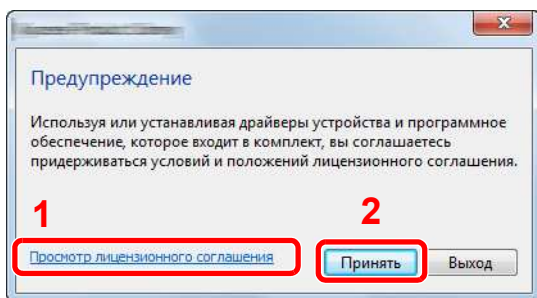 Предупреждение
Используя или устанавливая драйверы устройства и программное
обеспечение, которое входит в комплект, вы соглашаетесь
придерживаться условий и положений лицензионного соглашения.
1
2
Просмотр лицензионного соглашения
Принять
Выход